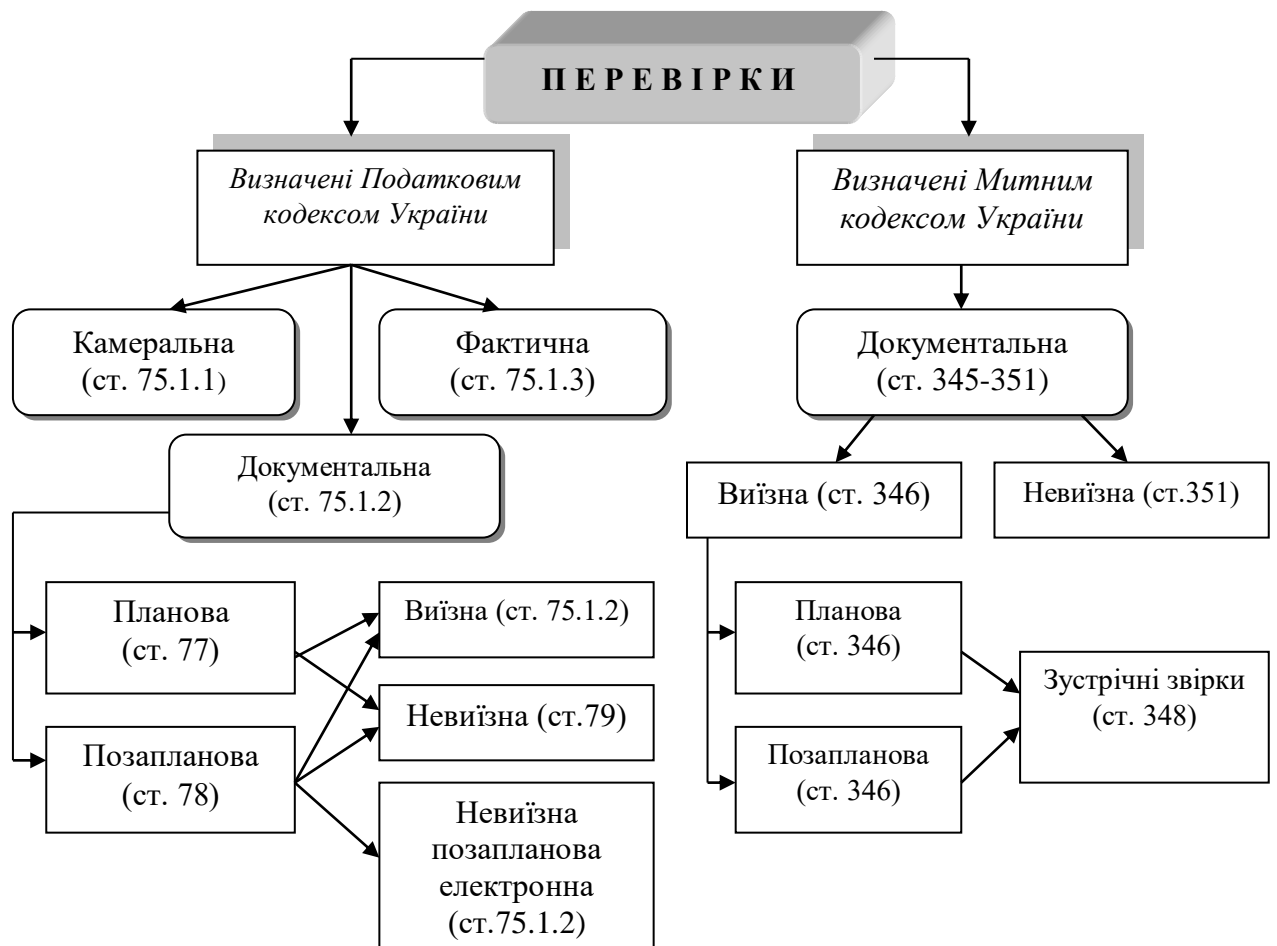 П Е Р Е В І Р К И
Визначені Податковим
кодексом України
Визначені Митним
кодексом України
Камеральна
(ст. 75.1.1)
Фактична
(ст. 75.1.3)
Документальна
(ст. 345-351)
Документальна
(ст. 75.1.2)
Виїзна (ст. 346)
Невиїзна (ст.351)
Планова
(ст. 77)
Виїзна (ст. 75.1.2)
Планова
(ст. 346)
Зустрічні звірки
(ст. 348)
Невиїзна (ст.79)
Позапланова
(ст. 78)
Позапланова
(ст. 346)
Невиїзна
позапланова
електронна
(ст.75.1.2)